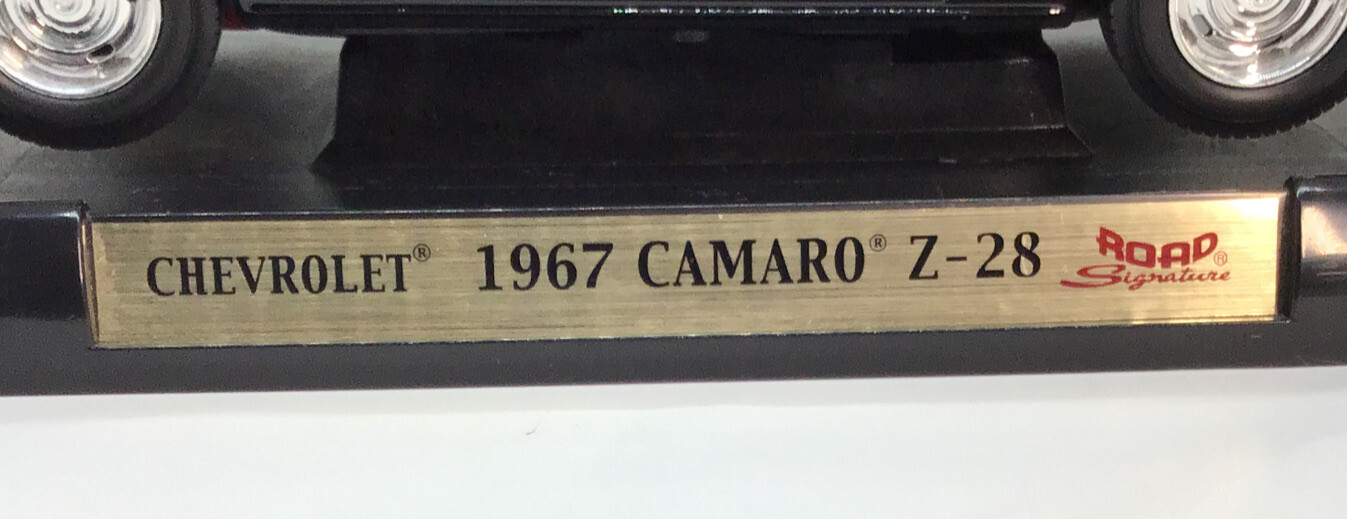 CHEVROLET® 1967 CAMARO® Z-28 ROAD®
Signature